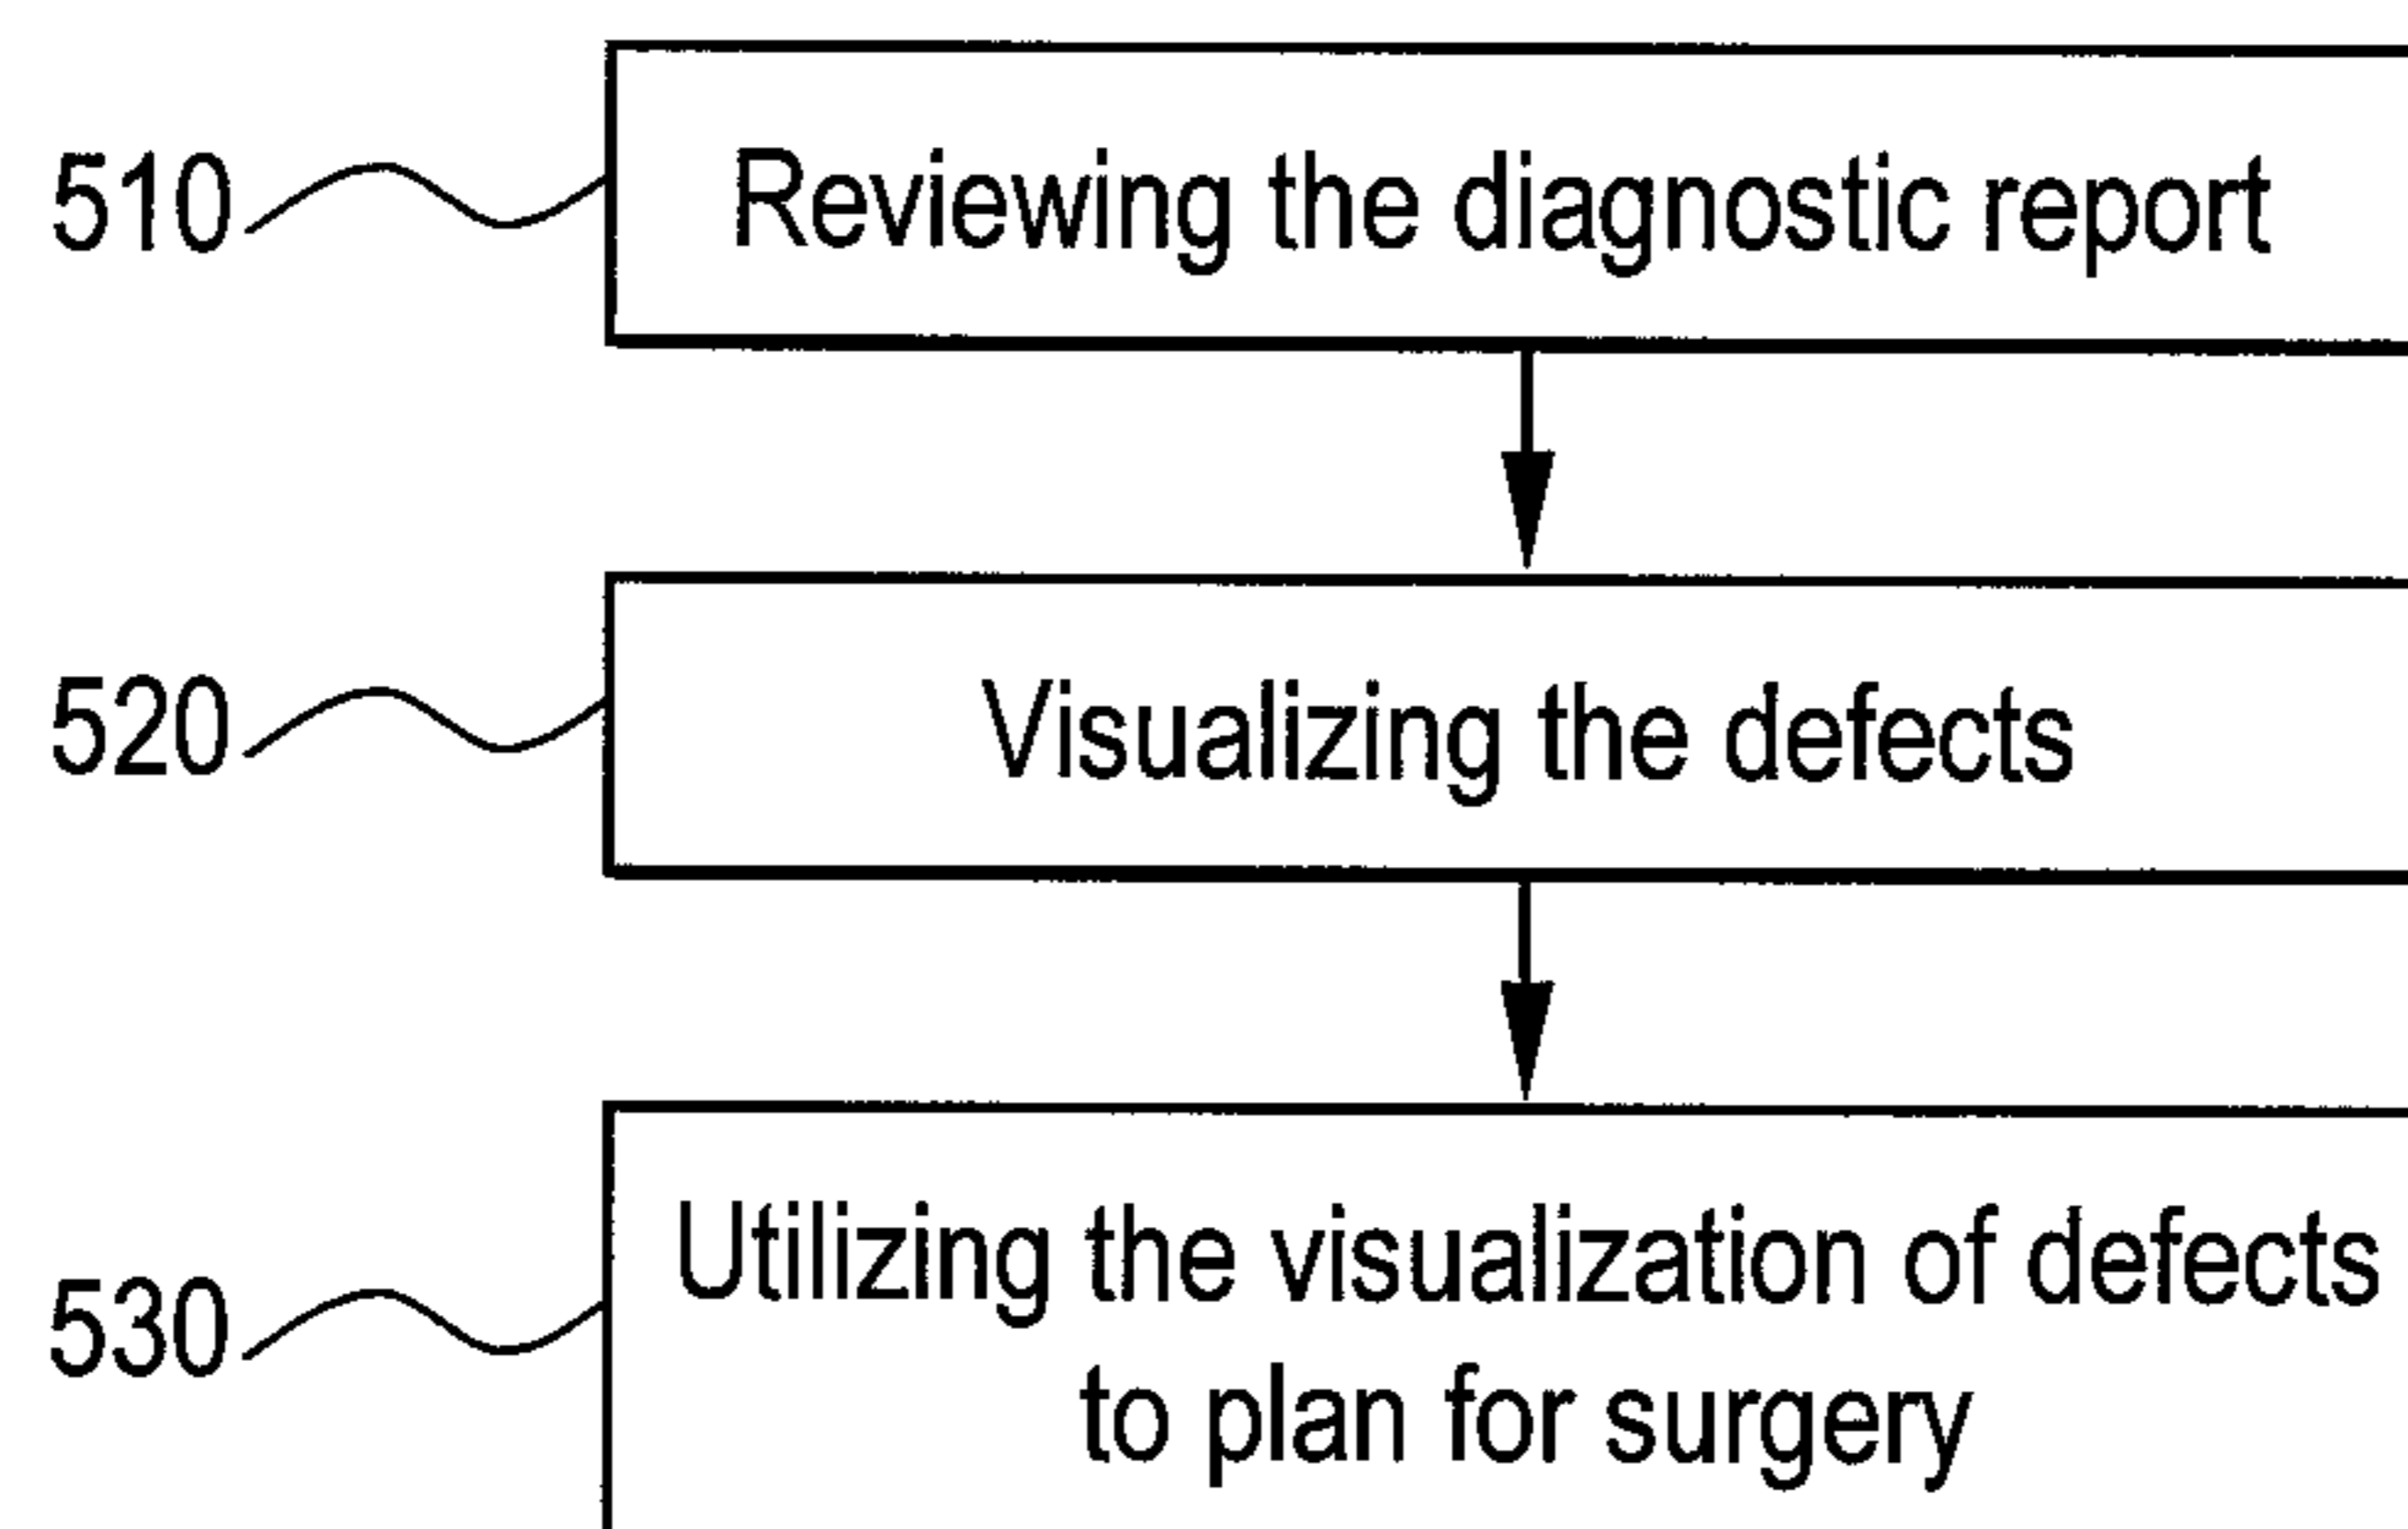 510 Reviewing the diagnostic report
520 Visualizing the defects
530 Utilizing the visualization of defects
to plan for surgery